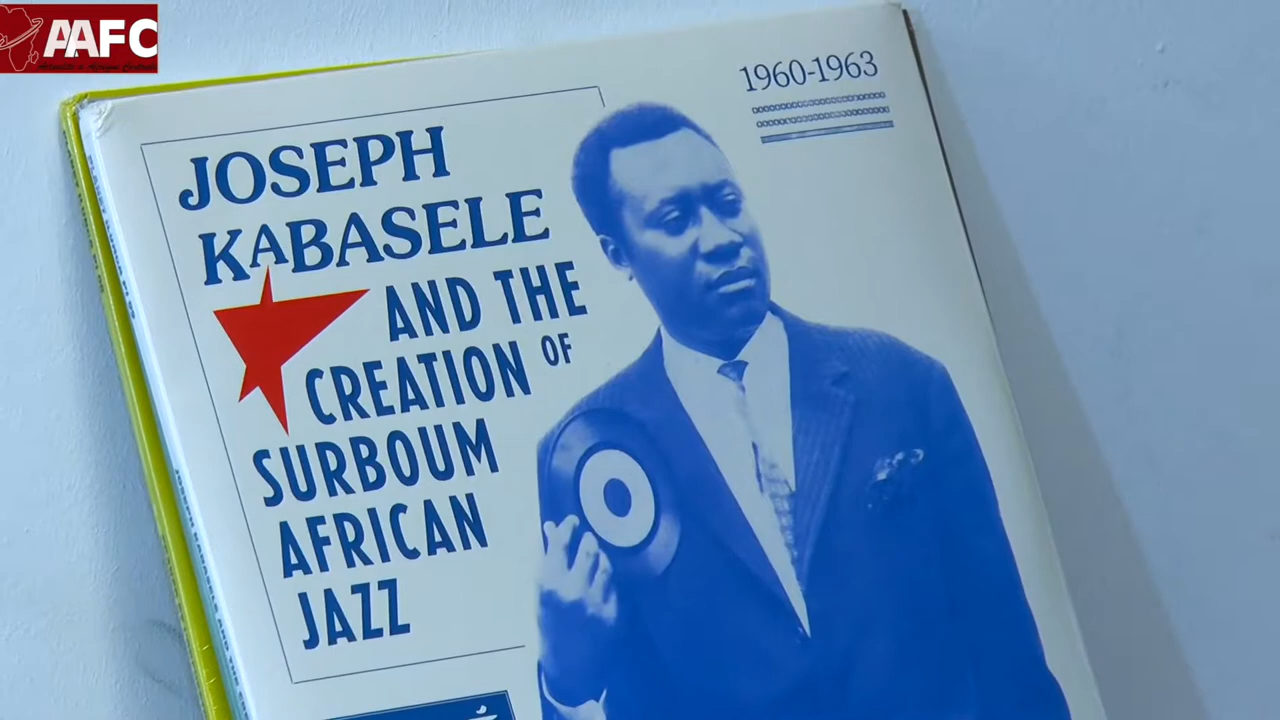 AAFC
1960-1963
JOSEPH
KABASELE
AND THE
CREATION OF
SURBOUM
AFRICAN
JAZZ